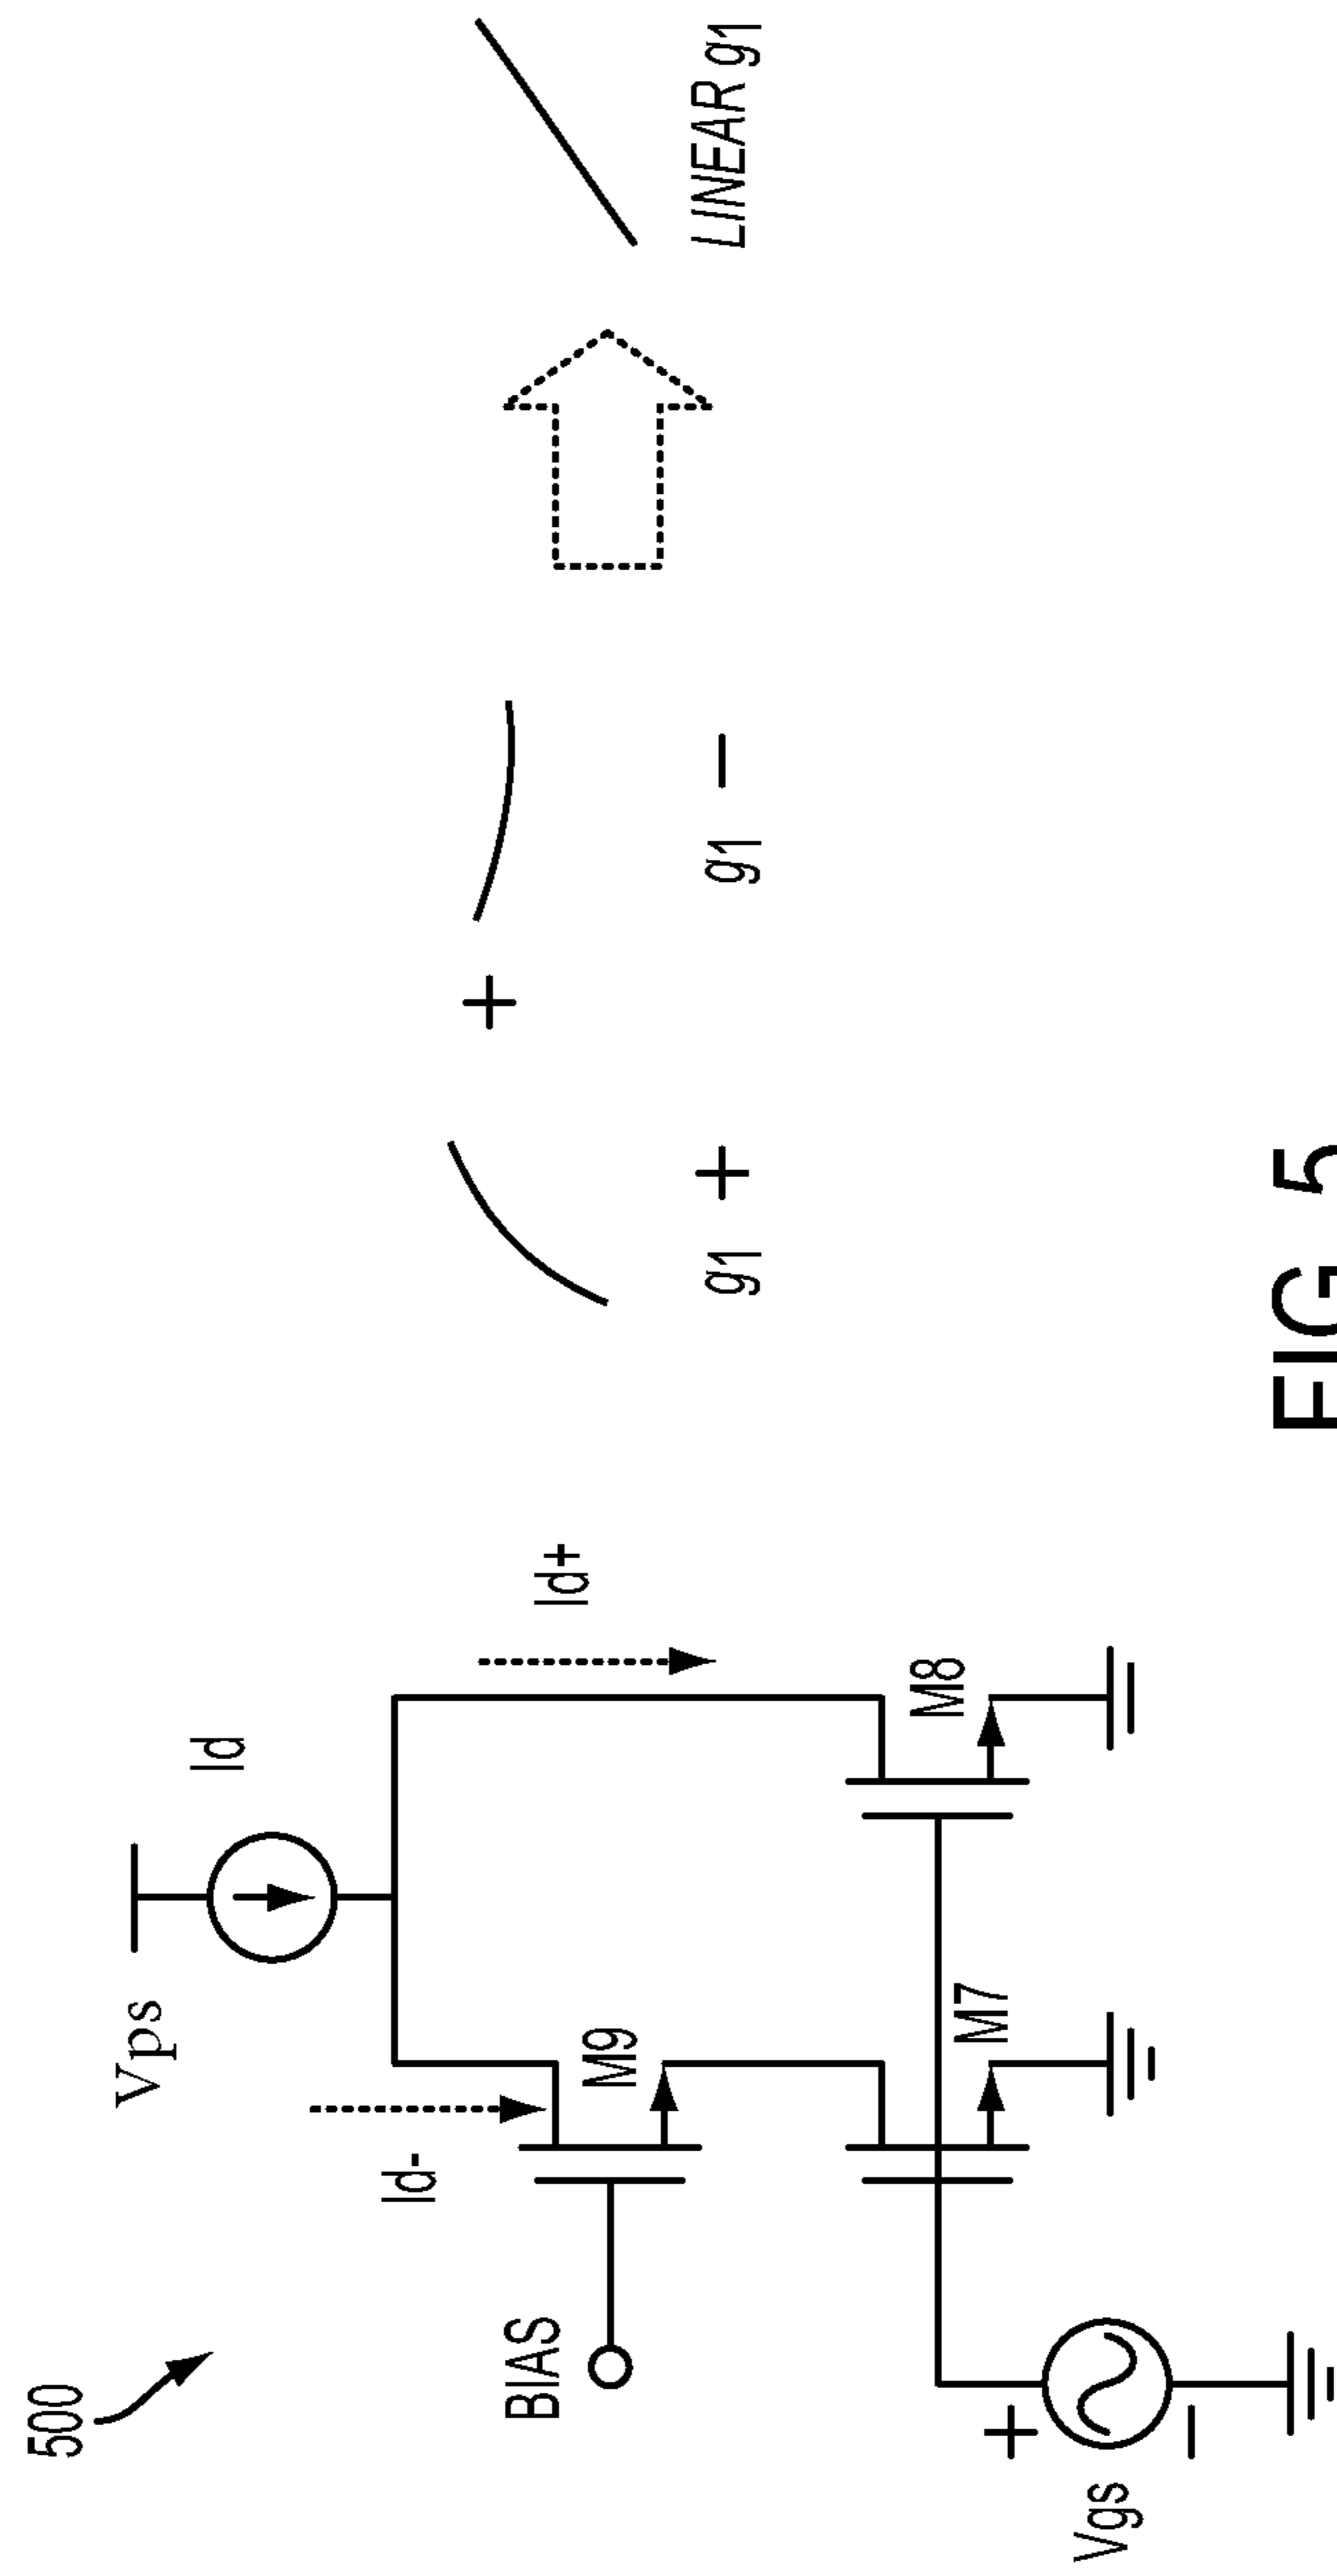 500
Vps
Id
Id-
Id+
BIAS
M9
M7
M8
Vgs
+
−
+
g1 +
g1 −
LINEAR g1
FIG. 5